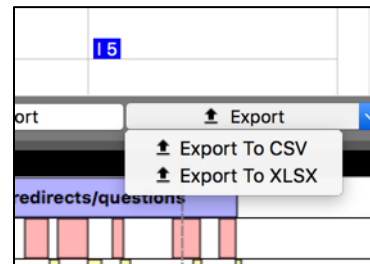 I 5
ort
Export
Export To CSV
Export To XLSX
redirects/questions